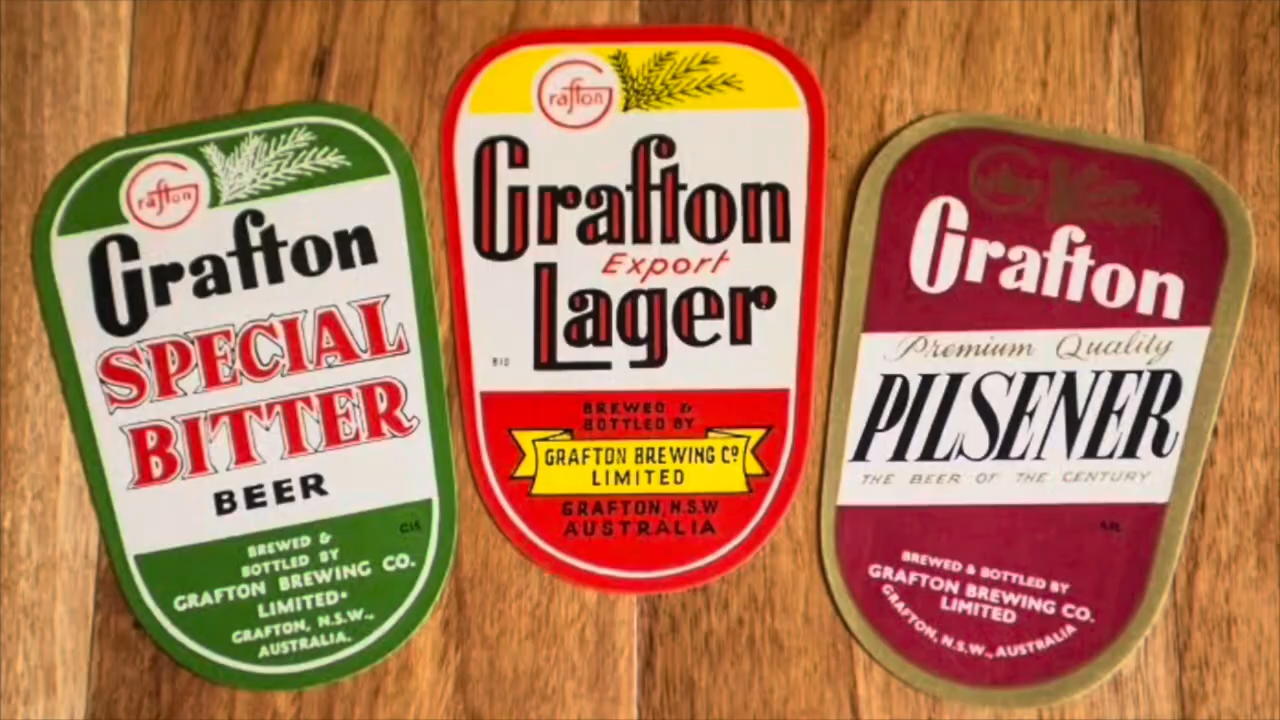 Grafton
Grafton
SPECIAL
BITTER
BEER
BREWED &
BOTTLED BY
GRAFTON BREWING CO.
LIMITED.
GRAFTON, N.S.W.,
AUSTRALIA.
Grafton
Grafton
Export
Lager
BREWED &
BOTTLED BY
GRAFTON BREWING Co
LIMITED
GRAFTON, N.S.W
AUSTRALIA
Grafton
Premium Quality
PILSENER
THE BEER OF THE CENTURY
BREWED & BOTTLED BY
GRAFTON BREWING CO.
LIMITED
GRAFTON, N.S.W., AUSTRALIA